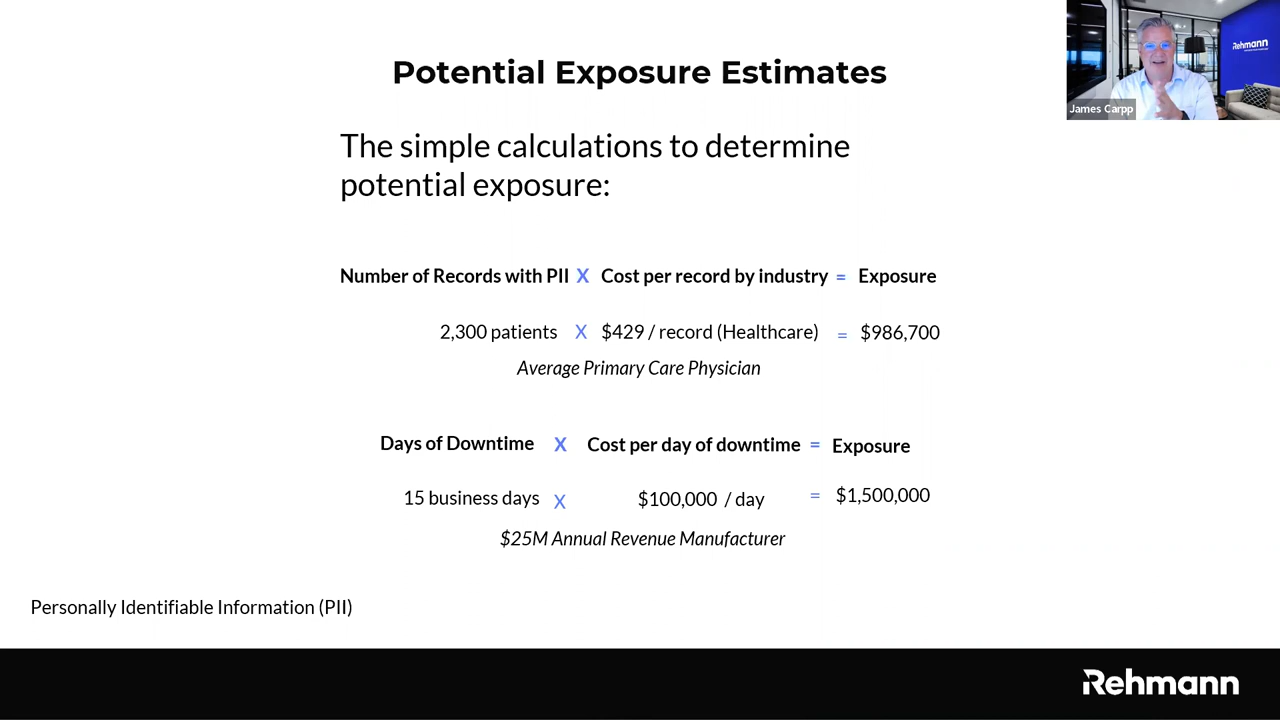 Potential Exposure Estimates
Rehmann
James Carpp
The simple calculations to determine
potential exposure:
Number of Records with PII X Cost per record by industry = Exposure
2,300 patients X $429 / record (Healthcare) = $986,700
Average Primary Care Physician
Days of Downtime X Cost per day of downtime = Exposure
15 business days X $100,000 / day = $1,500,000
$25M Annual Revenue Manufacturer
Personally Identifiable Information (PII)
Rehmann